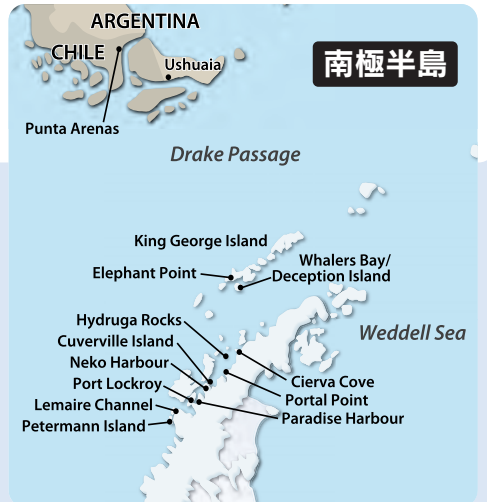 ARGENTINA
CHILE
Ushuaia
南極半島
Punta Arenas
Drake Passage
King George Island
Whalers Bay/
Deception Island
Elephant Point
Hydruga Rocks
Weddell Sea
Cuverville Island
Neko Harbour
Port Lockroy
Cierva Cove
Portal Point
Lemaire Channel
Paradise Harbour
Petermann Island